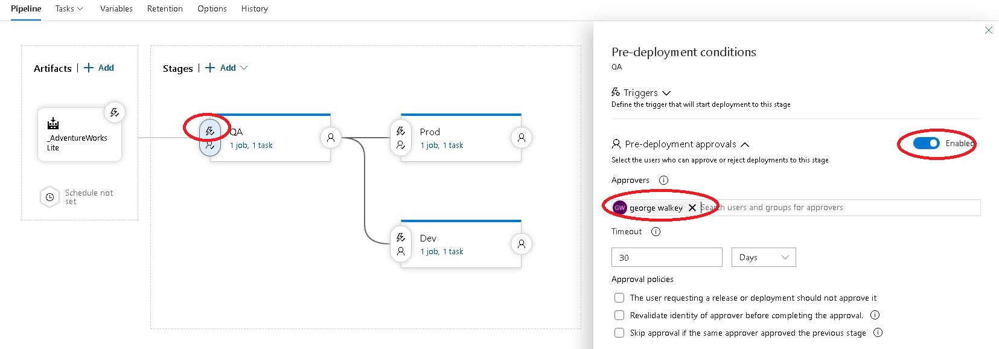 Pipeline Tasks Variables Retention Options History
Artifacts | + Add
_AdventureWorks
Lite
Schedule not
set
Stages | + Add
QA
1 job, 1 task
Prod
1 job, 1 task
Dev
1 job, 1 task
Pre-deployment conditions
QA
Triggers
Define the trigger that will start deployment to this stage
Pre-deployment approvals
Enabled
Select the users who can approve or reject deployments to this stage
Approvers
GW george walkey Search users and groups for approvers
Timeout
30 Days
Approval policies
The user requesting a release or deployment should not approve it
Revalidate identity of approver before completing the approval.
Skip approval if the same approver approved the previous stage